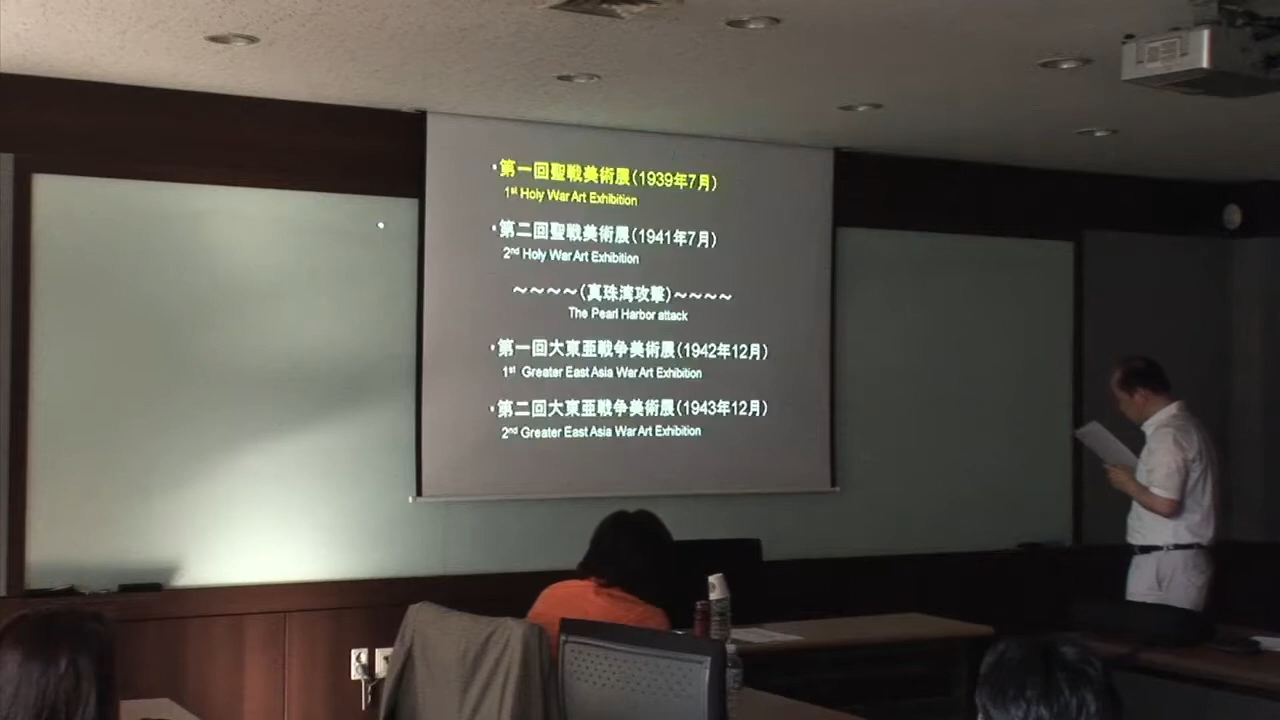 ・第一回聖戦美術展(1939年7月)
1st Holy War Art Exhibition
・第二回聖戦美術展(1941年7月)
2nd Holy War Art Exhibition
～～～～(真珠湾攻撃)～～～～
The Pearl Harbor attack
・第一回大東亜戦争美術展(1942年12月)
1st Greater East Asia War Art Exhibition
・第二回大東亜戦争美術展(1943年12月)
2nd Greater East Asia War Art Exhibition